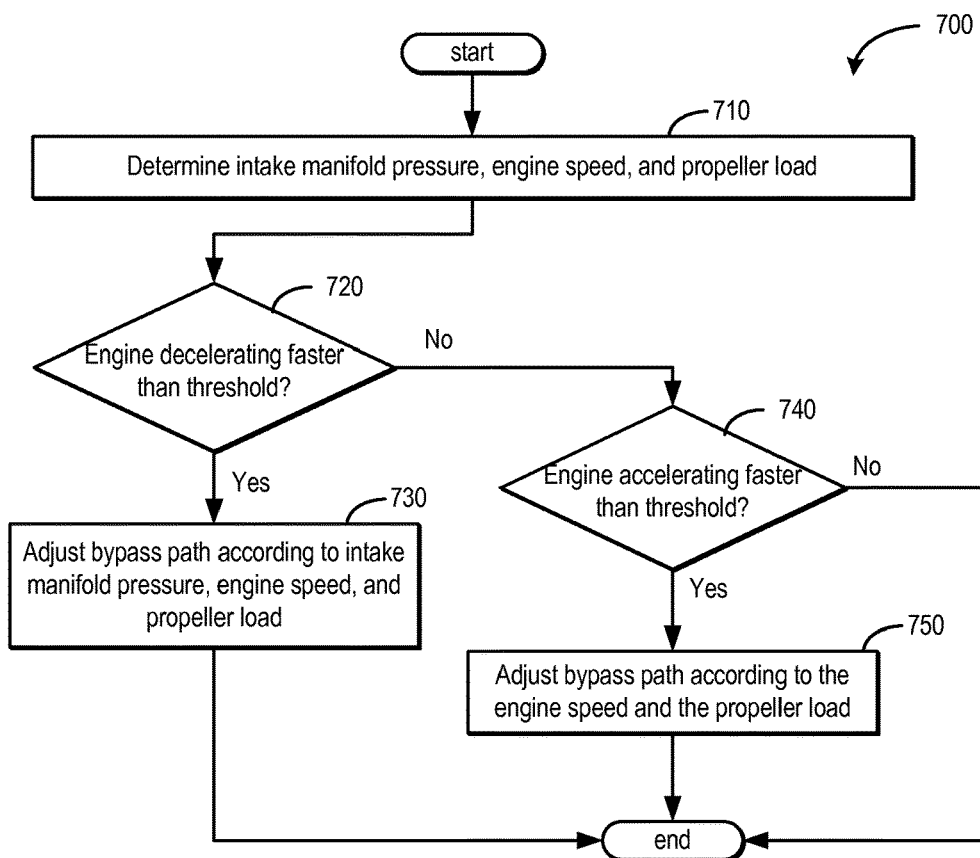 700
start
710
Determine intake manifold pressure, engine speed, and propeller load
720
Engine decelerating faster
than threshold?
No
740
Engine accelerating faster
than threshold?
No
Yes
730
Adjust bypass path according to intake
manifold pressure, engine speed, and
propeller load
Yes
750
Adjust bypass path according to the
engine speed and the propeller load
end